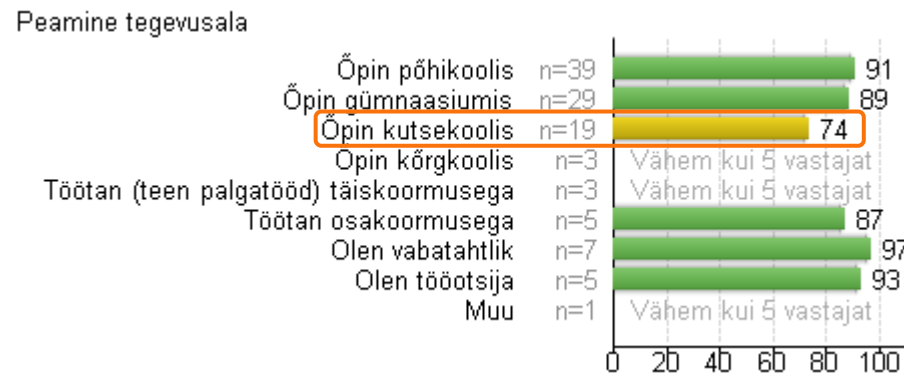 Peamine tegevusala
Õpin põhikoolis n=39 91
Õpin gümnaasiumis n=29 89
Õpin kutsekoolis n=19 74
Õpin kõrgkoolis n=3 Vähem kui 5 vastajat
Töötan (teen palgatööd) täiskoormusega n=3 Vähem kui 5 vastajat
Töötan osakoormusega n=5 87
Olen vabatahtlik n=7 97
Olen tööotsija n=5 93
Muu n=1 Vähem kui 5 vastajat
0 20 40 60 80 100